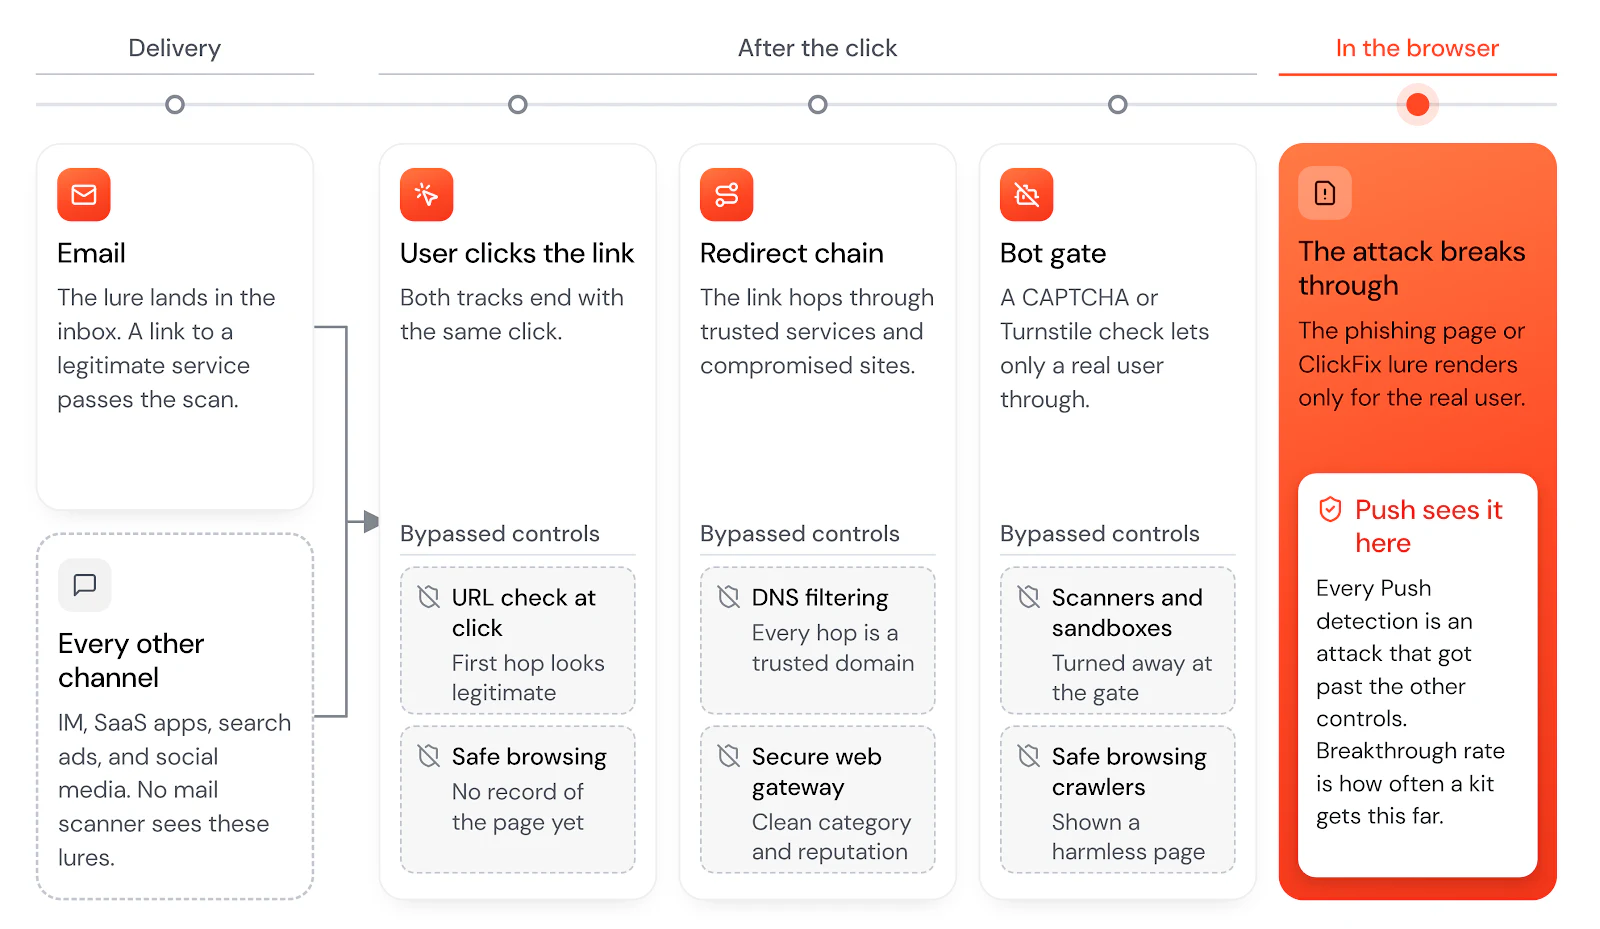 Delivery
After the click
In the browser
Email
The lure lands in the
inbox. A link to a
legitimate service
passes the scan.
Every other
channel
IM, SaaS apps, search
ads, and social
media. No mail
scanner sees these
lures.
User clicks the link
Both tracks end with
the same click.
Bypassed controls
URL check at
click
First hop looks
legitimate
Safe browsing
No record of
the page yet
Redirect chain
The link hops through
trusted services and
compromised sites.
Bypassed controls
DNS filtering
Every hop is a
trusted domain
Secure web
gateway
Clean category
and reputation
Bot gate
A CAPTCHA or
Turnstile check lets
only a real user
through.
Bypassed controls
Scanners and
sandboxes
Turned away at
the gate
Safe browsing
crawlers
Shown a
harmless page
The attack breaks
through
The phishing page or
ClickFix lure renders
only for the real user.
Push sees it
here
Every Push
detection is an
attack that got
past the other
controls.
Breakthrough rate
is how often a kit
gets this far.